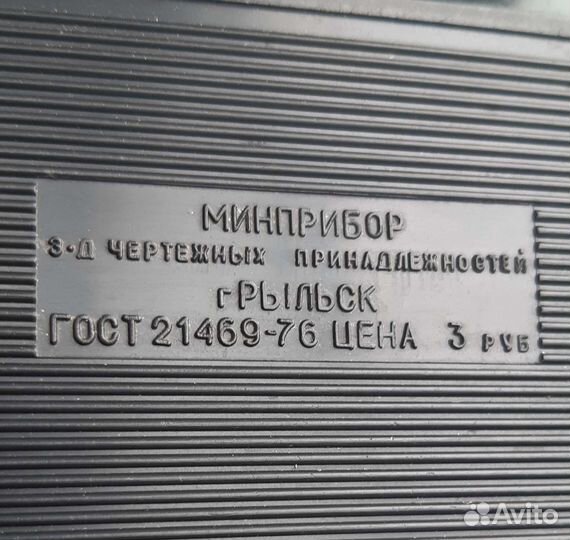 МИНПРИБОР
З-Д ЧЕРТЕЖНЫХ ПРИНАДЛЕЖНОСТЕЙ
г РЫЛЬСК
ГОСТ 21469-76 ЦЕНА 3 РУБ
Avito